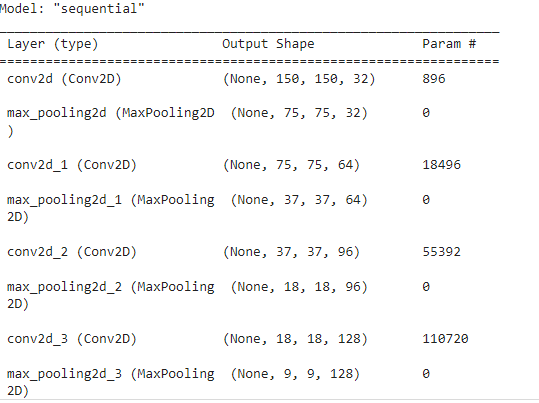 Model: "sequential"
_________________________________________________________________
Layer (type) Output Shape Param #
=================================================================
conv2d (Conv2D) (None, 150, 150, 32) 896
max_pooling2d (MaxPooling2D (None, 75, 75, 32) 0
)
conv2d_1 (Conv2D) (None, 75, 75, 64) 18496
max_pooling2d_1 (MaxPooling (None, 37, 37, 64) 0
2D)
conv2d_2 (Conv2D) (None, 37, 37, 96) 55392
max_pooling2d_2 (MaxPooling (None, 18, 18, 96) 0
2D)
conv2d_3 (Conv2D) (None, 18, 18, 128) 110720
max_pooling2d_3 (MaxPooling (None, 9, 9, 128) 0
2D)